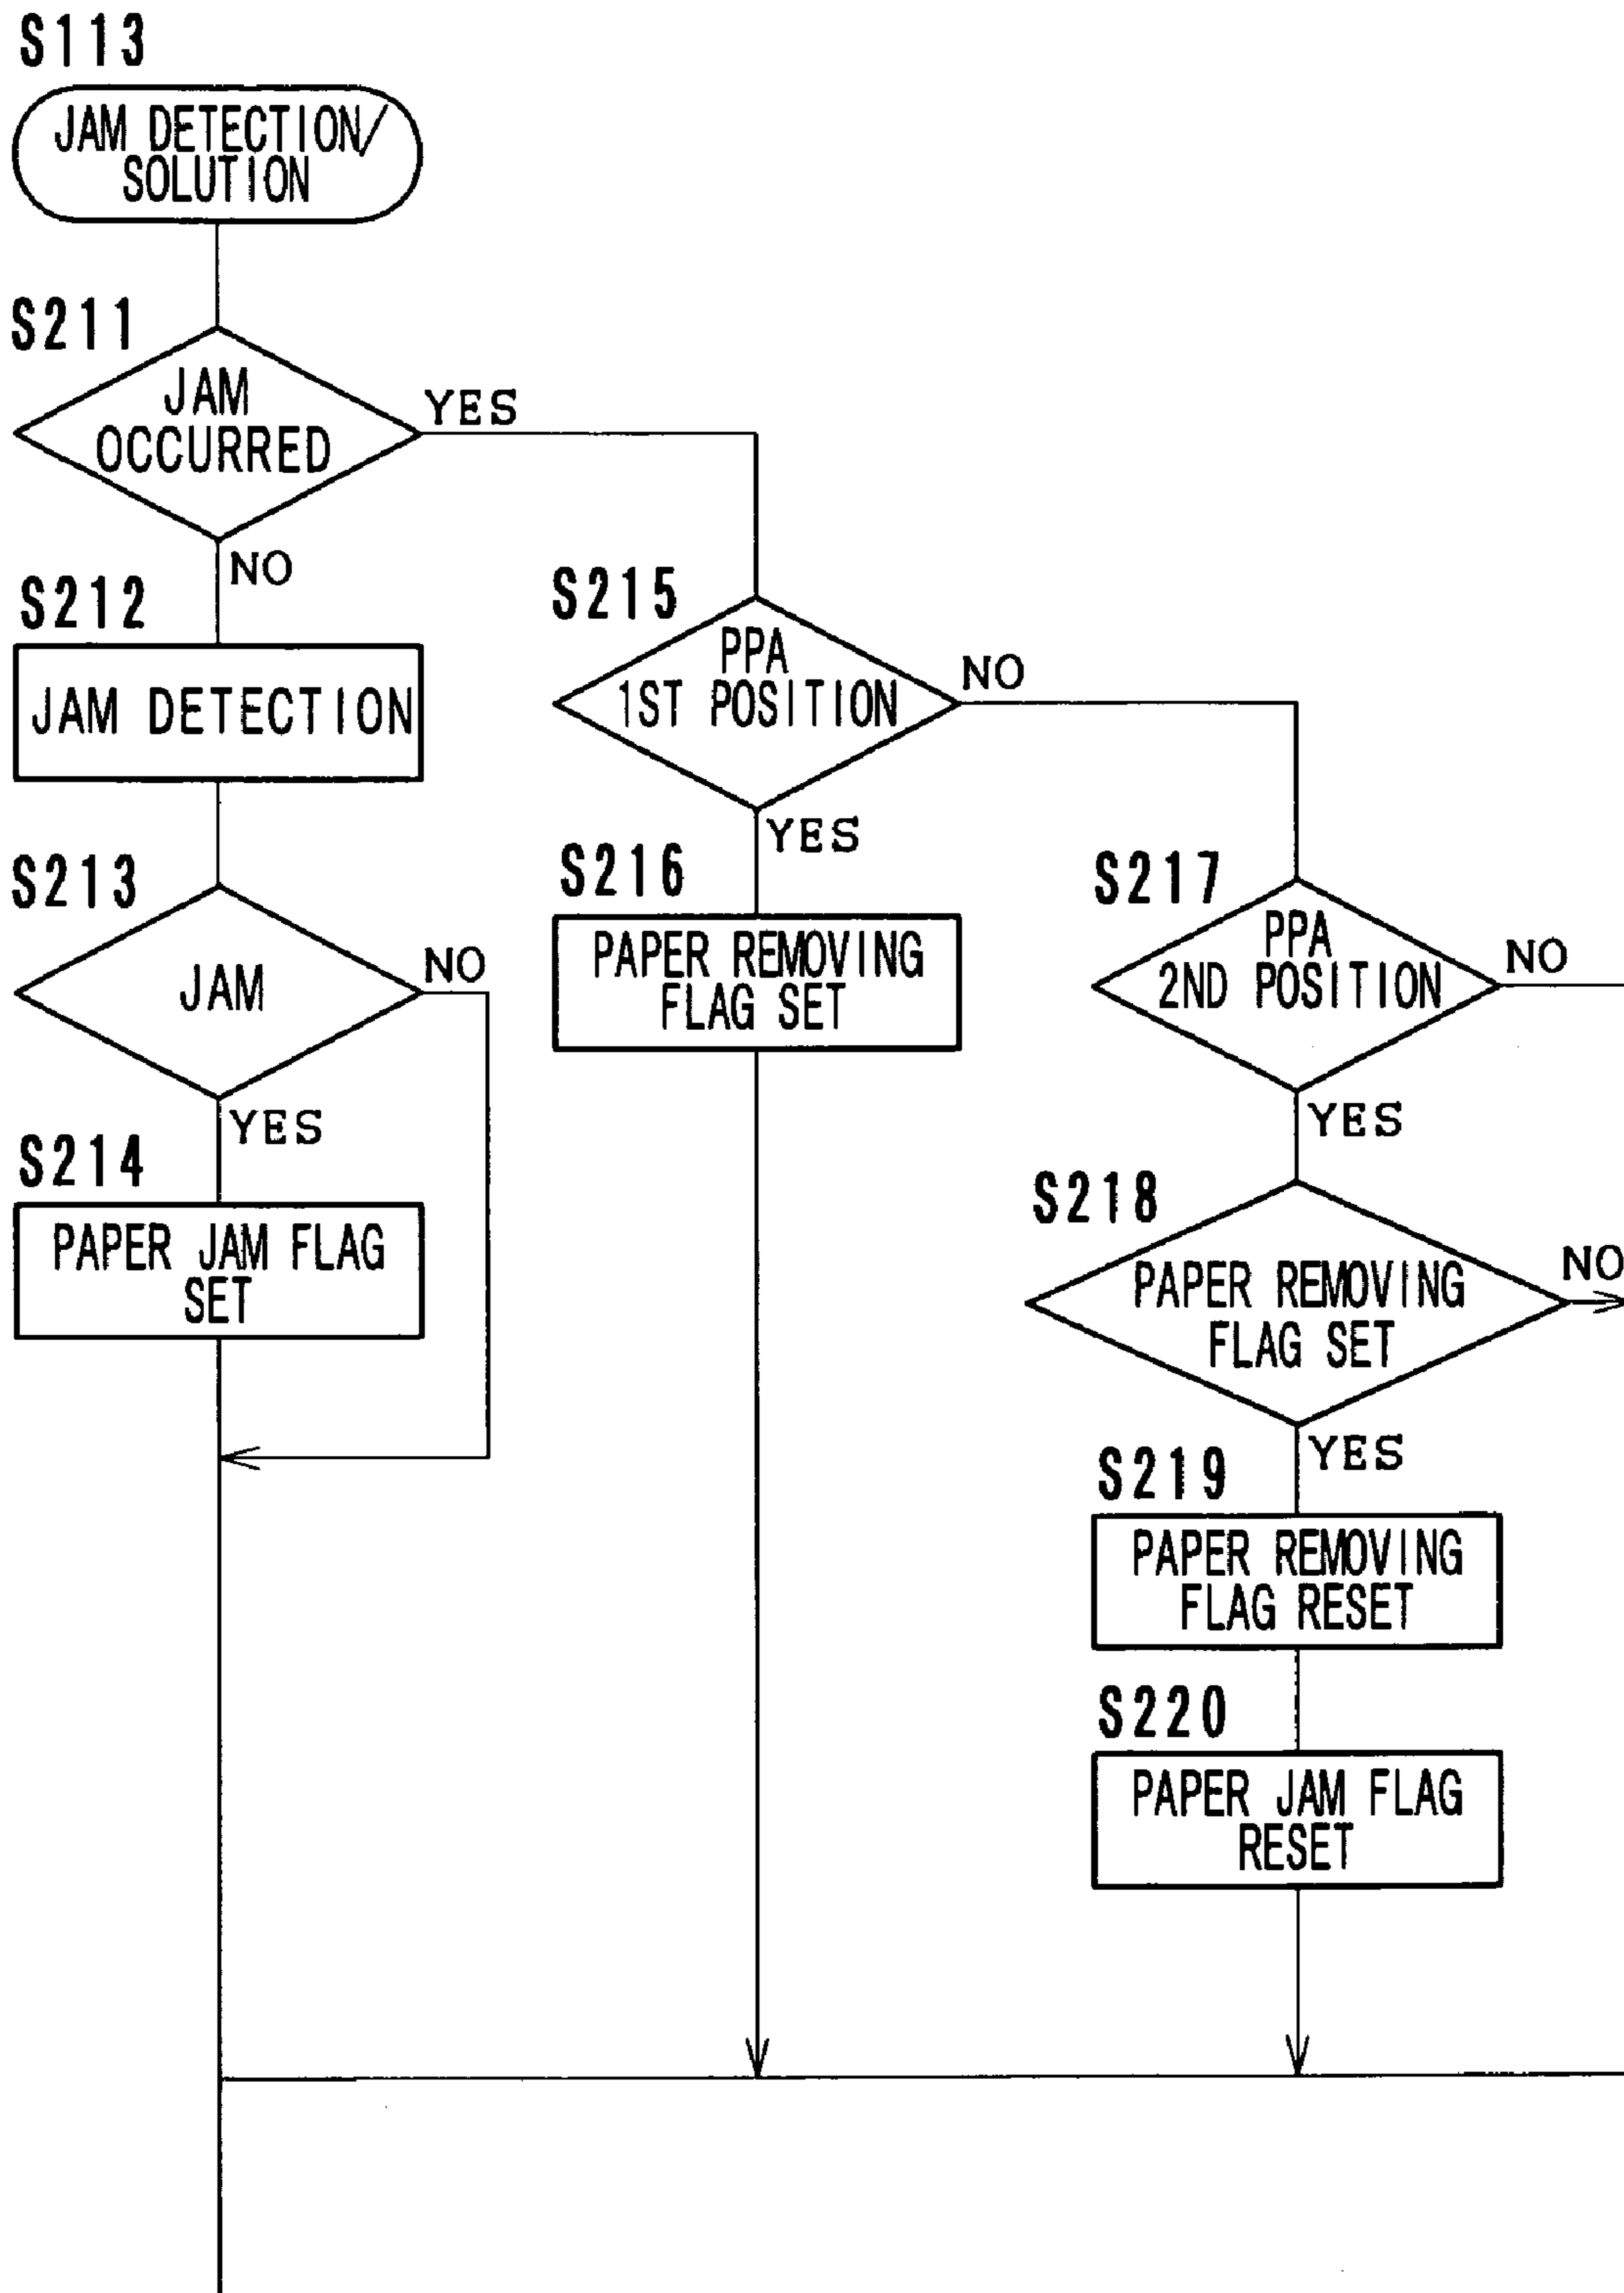 S113
JAM DETECTION/
SOLUTION
S211
JAM
OCCURRED
YES
NO
S212
JAM DETECTION
S213
JAM
NO
YES
S214
PAPER JAM FLAG
SET
S215
PPA
1ST POSITION
NO
YES
S216
PAPER REMOVING
FLAG SET
S217
PPA
2ND POSITION
NO
YES
S218
PAPER REMOVING
FLAG SET
NO
YES
S219
PAPER REMOVING
FLAG RESET
S220
PAPER JAM FLAG
RESET